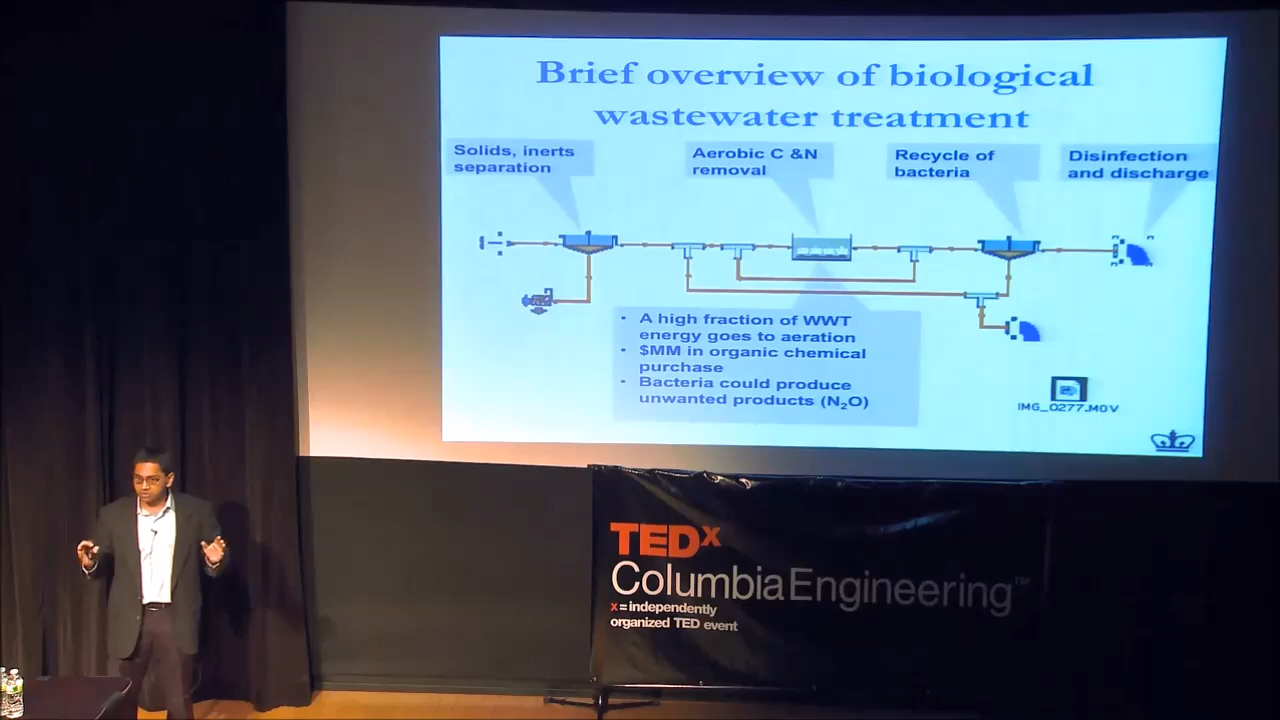 Brief overview of biological
wastewater treatment
Solids, inerts
separation
Aerobic C &N
removal
Recycle of
bacteria
Disinfection
and discharge
• A high fraction of WWT
energy goes to aeration
• $MM in organic chemical
purchase
• Bacteria could produce
unwanted products (N₂O)
IMG_0277.MOV
TEDx
ColumbiaEngineering™
x = independently
organized TED event